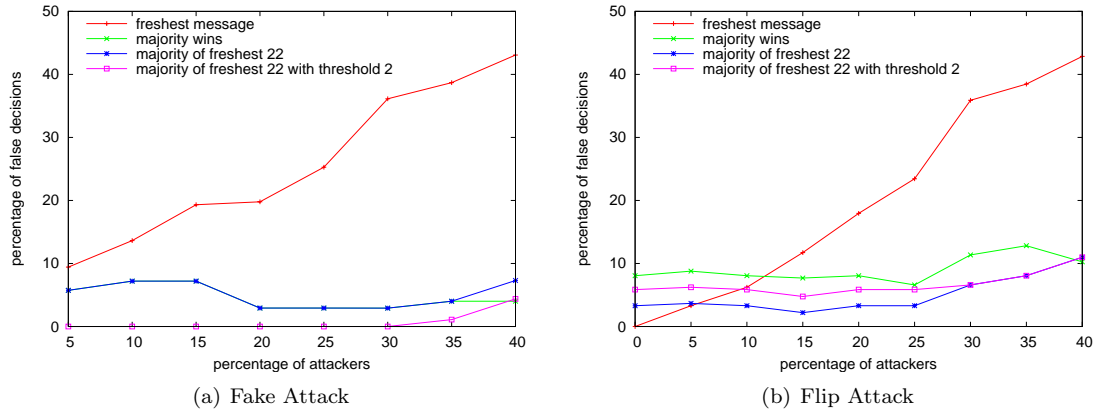 percentage of false decisions
50
40
30
20
10
0
freshest message
majority wins
majority of freshest 22
majority of freshest 22 with threshold 2
5 10 15 20 25 30 35 40
percentage of attackers
(a) Fake Attack
percentage of false decisions
50
40
30
20
10
0
freshest message
majority wins
majority of freshest 22
majority of freshest 22 with threshold 2
0 5 10 15 20 25 30 35 40
percentage of attackers
(b) Flip Attack